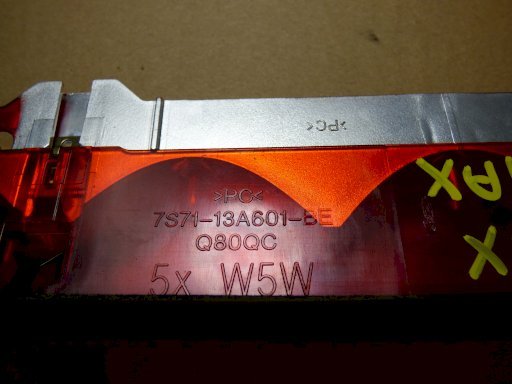 >PC<
>PC<
7S71-13A601-BE
Q80QC
5x W5W
X